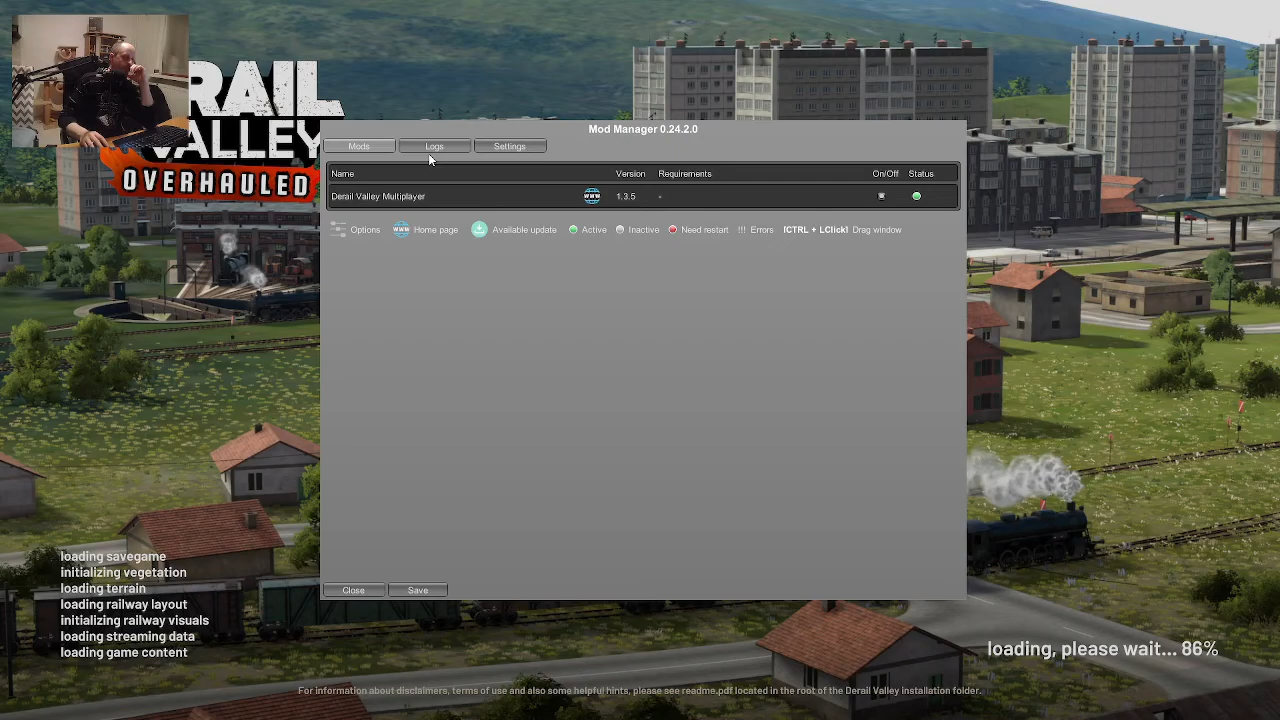 RAIL
VALLEY
OVERHAULED
Mod Manager 0.24.2.0
Mods Logs Settings
Name Version Requirements On/Off Status
Derail Valley Multiplayer WWW 1.3.5 -
Options WWW Home page Available update Active Inactive Need restart !!! Errors [CTRL + LClick] Drag window
Close Save
loading savegame
initializing vegetation
loading terrain
loading railway layout
initializing railway visuals
loading streaming data
loading game content
loading, please wait... 86%
For information about disclaimers, terms of use and also some helpful hints, please see readme.pdf located in the root of the Derail Valley installation folder.